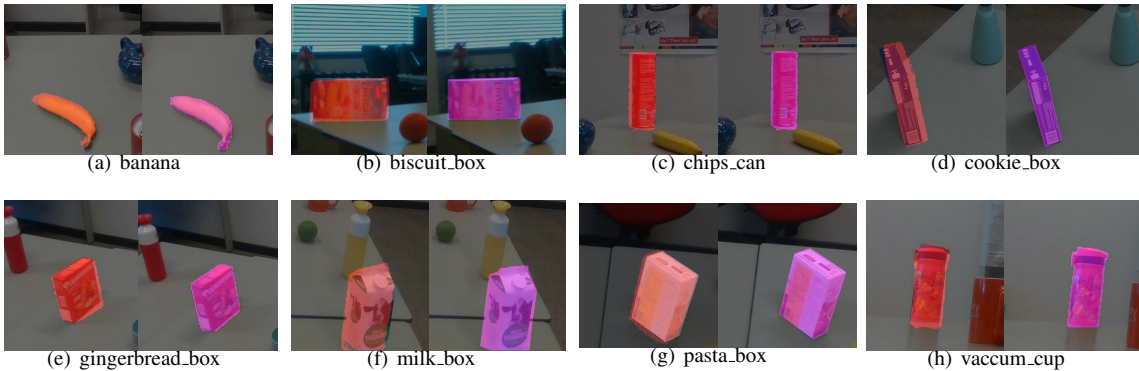 (a) banana
(b) biscuit_box
(c) chips_can
(d) cookie_box
(e) gingerbread_box
(f) milk_box
(g) pasta_box
(h) vaccum_cup